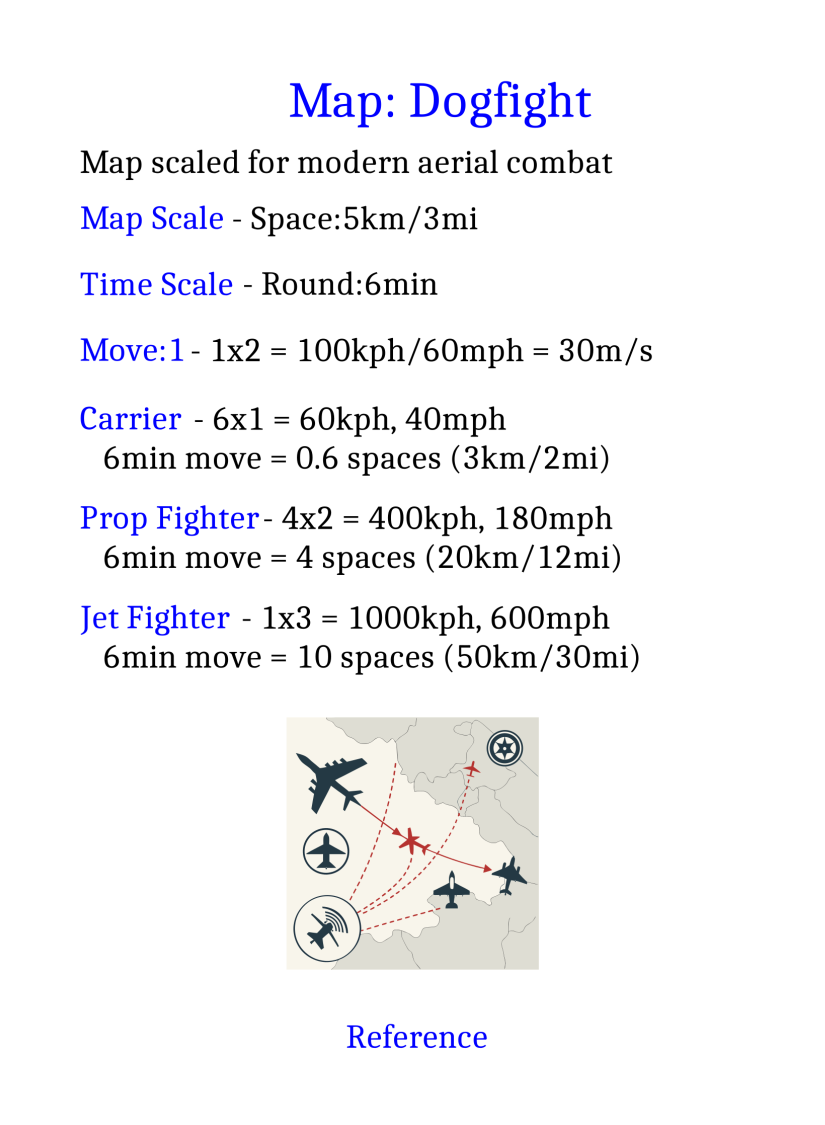 Map: Dogfight
Map scaled for modern aerial combat
Map Scale - Space:5km/3mi
Time Scale - Round:6min
Move:1 - 1x2 = 100kph/60mph = 30m/s
Carrier - 6x1 = 60kph, 40mph
6min move = 0.6 spaces (3km/2mi)
Prop Fighter - 4x2 = 400kph, 180mph
6min move = 4 spaces (20km/12mi)
Jet Fighter - 1x3 = 1000kph, 600mph
6min move = 10 spaces (50km/30mi)
Reference